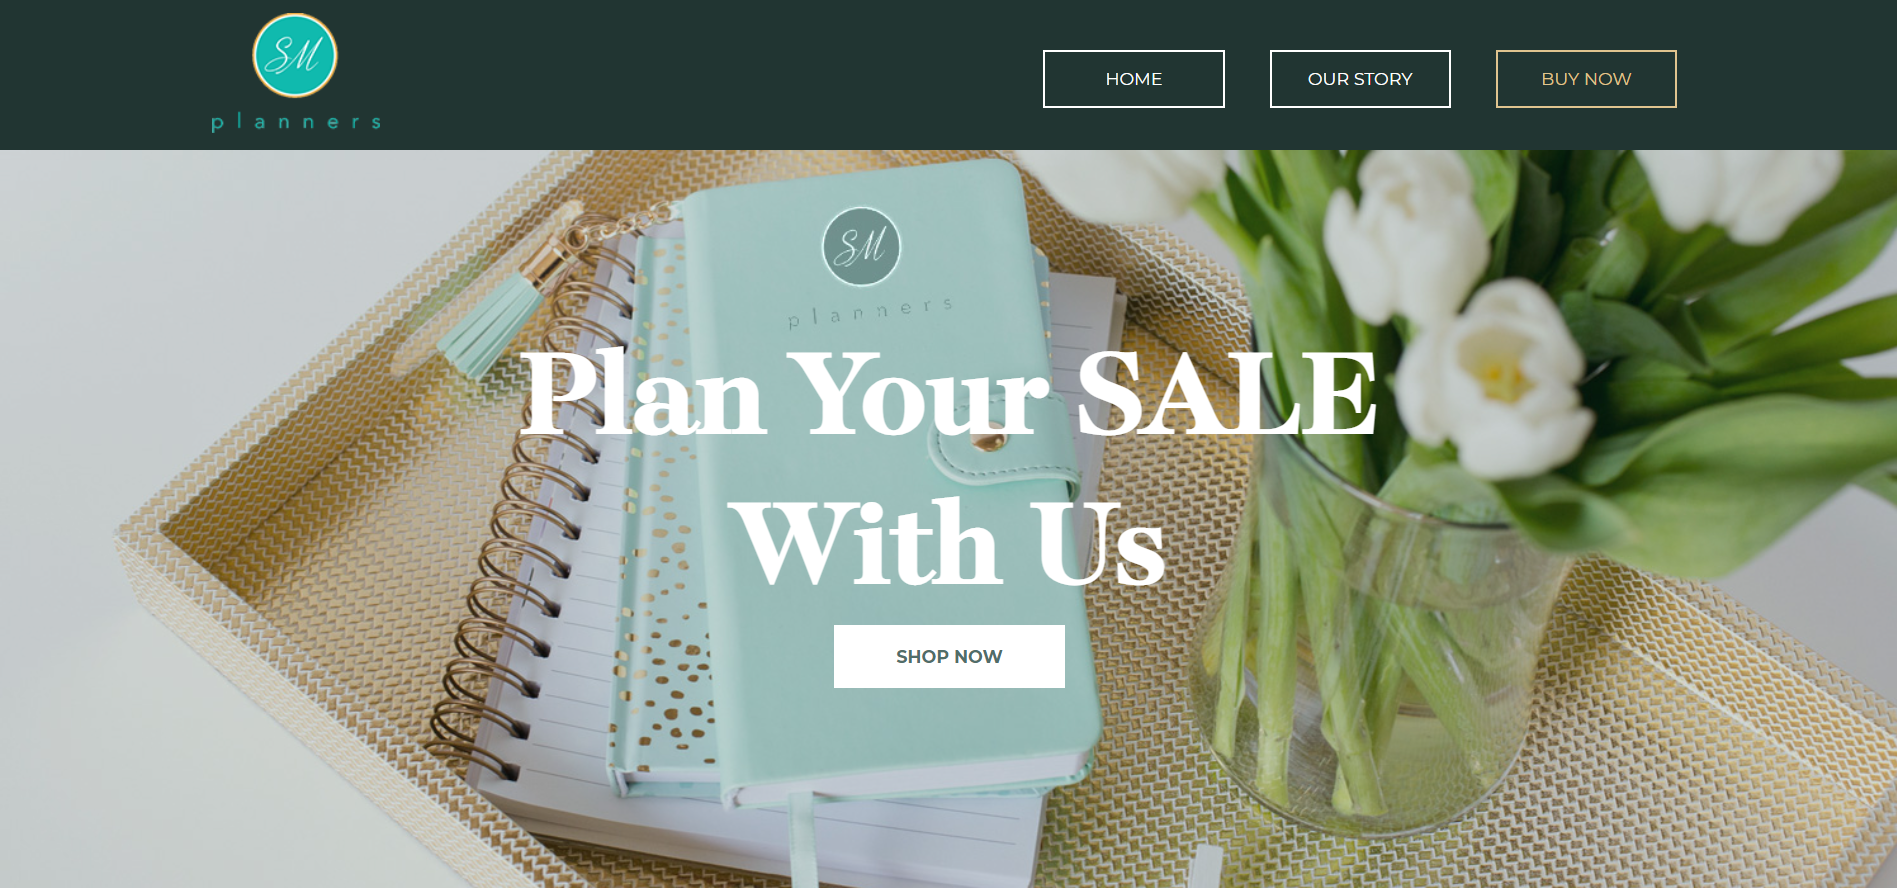 SM
planners
HOME
OUR STORY
BUY NOW
SM
planners
Plan Your SALE
With Us
SHOP NOW